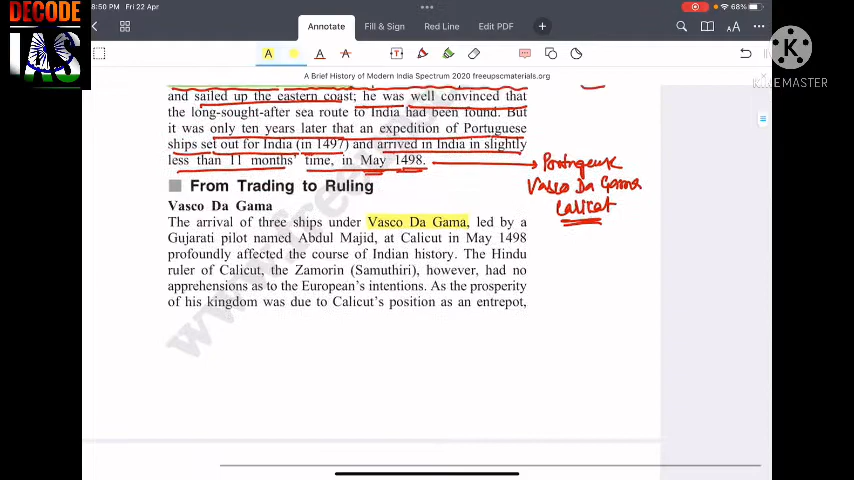 DECODE
IAS
8:50 PM Fri 22 Apr
68%
Annotate Fill & Sign Red Line Edit PDF
A A A T
AA
A Brief History of Modern India Spectrum 2020 freeupscmaterials.org
K
KINEMASTER
and sailed up the eastern coast; he was well convinced that
the long-sought-after sea route to India had been found. But
it was only ten years later that an expedition of Portuguese
ships set out for India (in 1497) and arrived in India in slightly
less than 11 months' time, in May 1498.
Portuguese
Vasco Da Gama
Calicut
From Trading to Ruling
Vasco Da Gama
The arrival of three ships under Vasco Da Gama, led by a
Gujarati pilot named Abdul Majid, at Calicut in May 1498
profoundly affected the course of Indian history. The Hindu
ruler of Calicut, the Zamorin (Samuthiri), however, had no
apprehensions as to the European's intentions. As the prosperity
of his kingdom was due to Calicut's position as an entrepot,